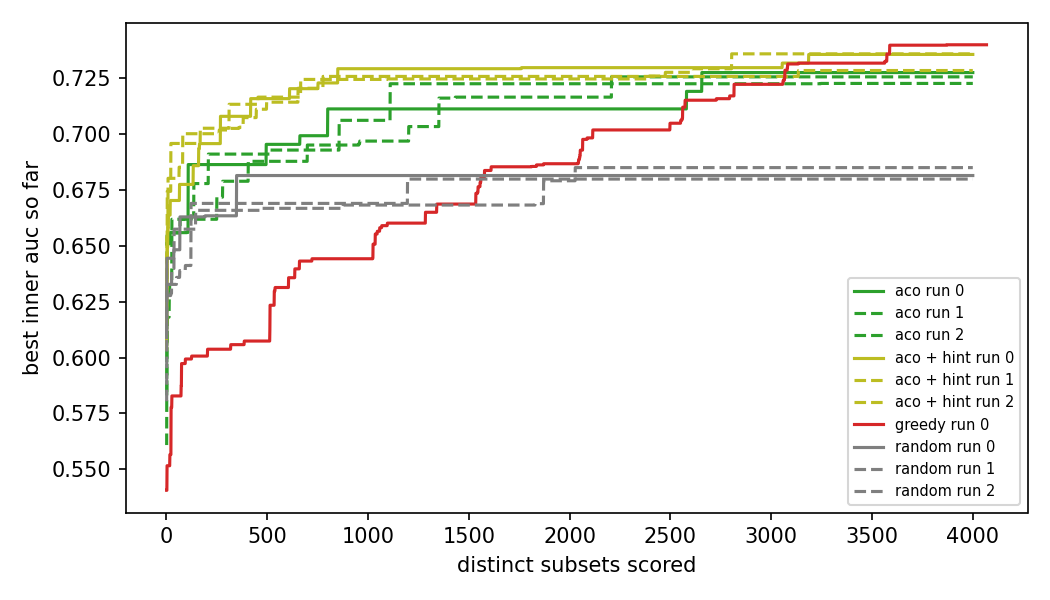 best inner auc so far
0.725
0.700
0.675
0.650
0.625
0.600
0.575
0.550
0 500 1000 1500 2000 2500 3000 3500 4000
distinct subsets scored
aco run 0
aco run 1
aco run 2
aco + hint run 0
aco + hint run 1
aco + hint run 2
greedy run 0
random run 0
random run 1
random run 2